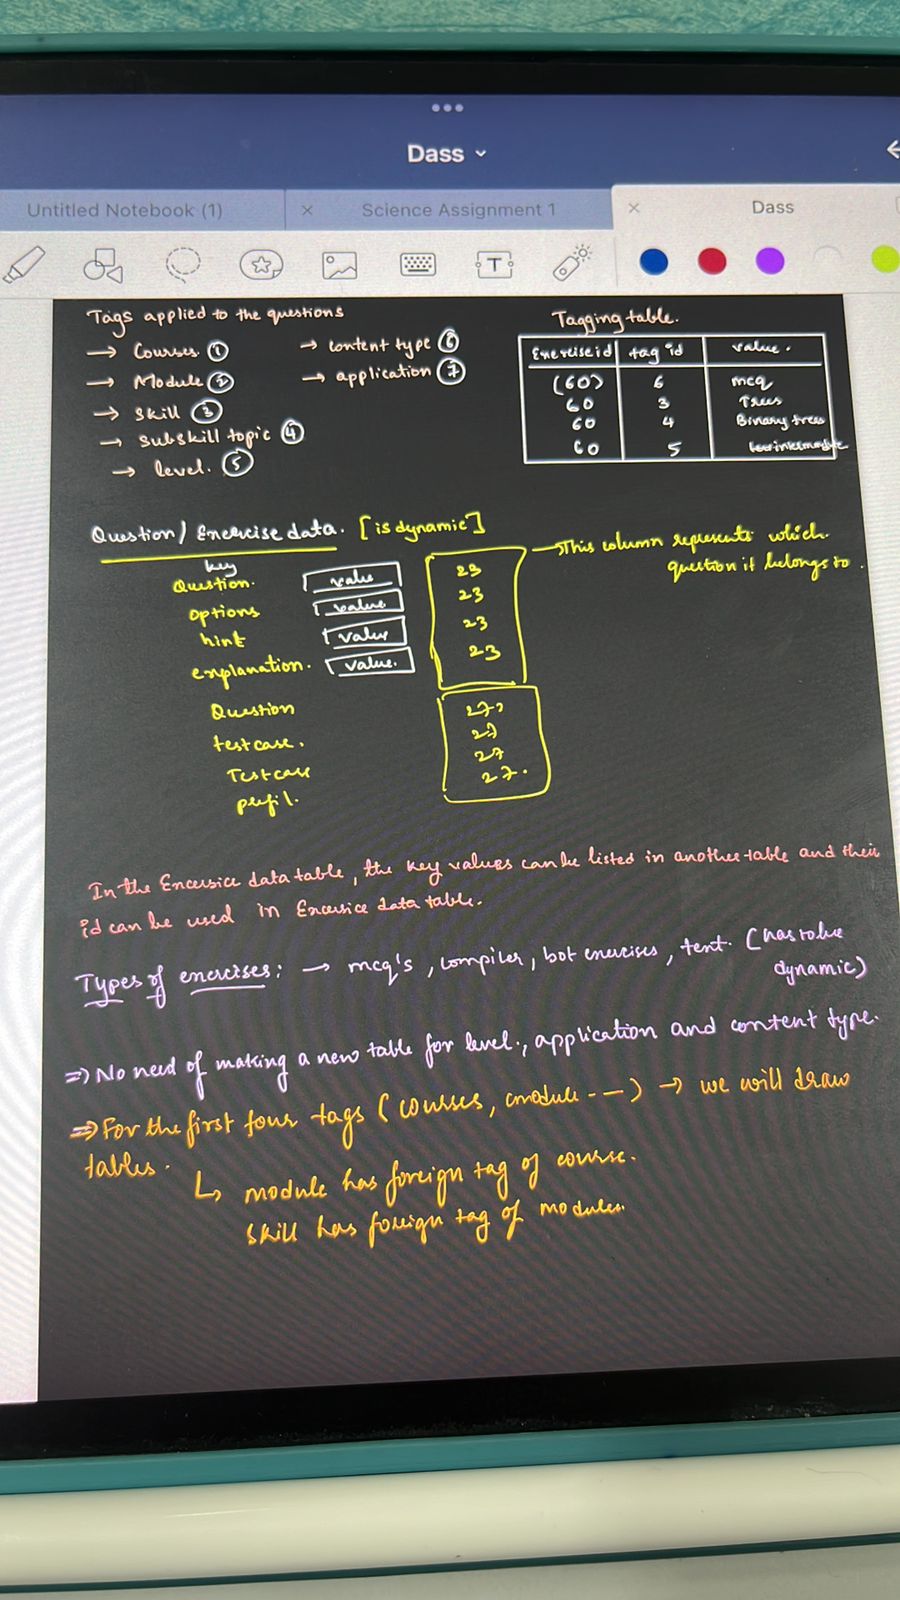 Dass
Untitled Notebook (1)
Science Assignment 1
Dass
T
Tags applied to the questions
→ Courses ①
→ Module ②
→ skill ③
→ subskill topic ④
→ level. ⑤
→ content type ⑥
→ application ⑦
Tagging table.
Exercise id tag id value.
(60) 6 mcq
60 3 Trees
60 4 Binary trees
60 5
Question / Exercise data. [is dynamic]
key
Question. value 23
options value 23
hint value 23
explanation. value. 23
→ This column represents which
question it belongs to.
Question 27
test case. 27
Test case 27
27.
In the Excersice data table, the key values can be listed in another table and their
id can be used in Excersice data table.
Types of exercises: → mcq's, compiler, bot exercises, text. (has to be
dynamic)
⇒ No need of making a new table for level., application and content type.
⇒ For the first four tags (courses, module - - —) → we will draw
tables.
↳ module has foreign tag of course.
skill has foreign tag of modules.